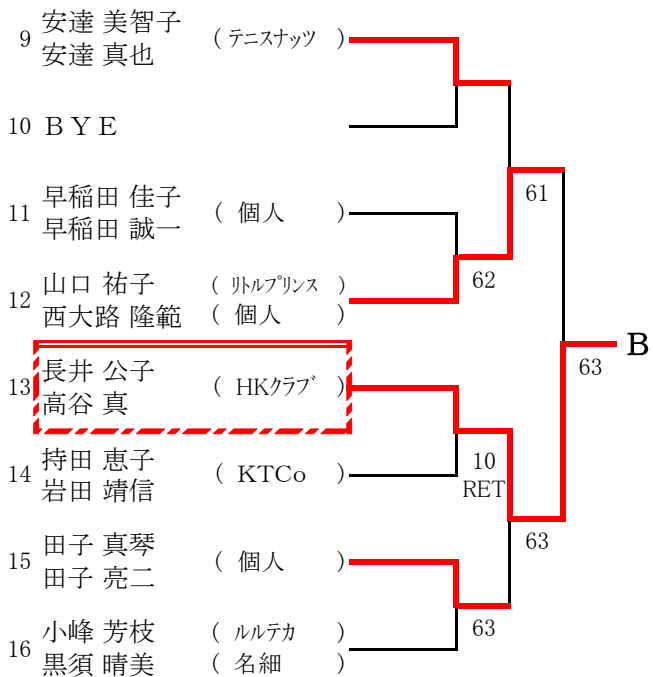 9 安達 美智子 ( テニスナッツ )
安達 真也
10 ＢＹＥ
11 早稲田 佳子 ( 個人 )
早稲田 誠一
61
12 山口 祐子 ( リトルプリンス )
西大路 隆範 ( 個人 )
62
B
63
13 長井 公子 ( HKクラブ )
高谷 真
14 持田 恵子 ( KTCo )
岩田 靖信
10
RET
63
15 田子 真琴 ( 個人 )
田子 亮二
63
16 小峰 芳枝 ( ルルテカ )
黒須 晴美 ( 名細 )